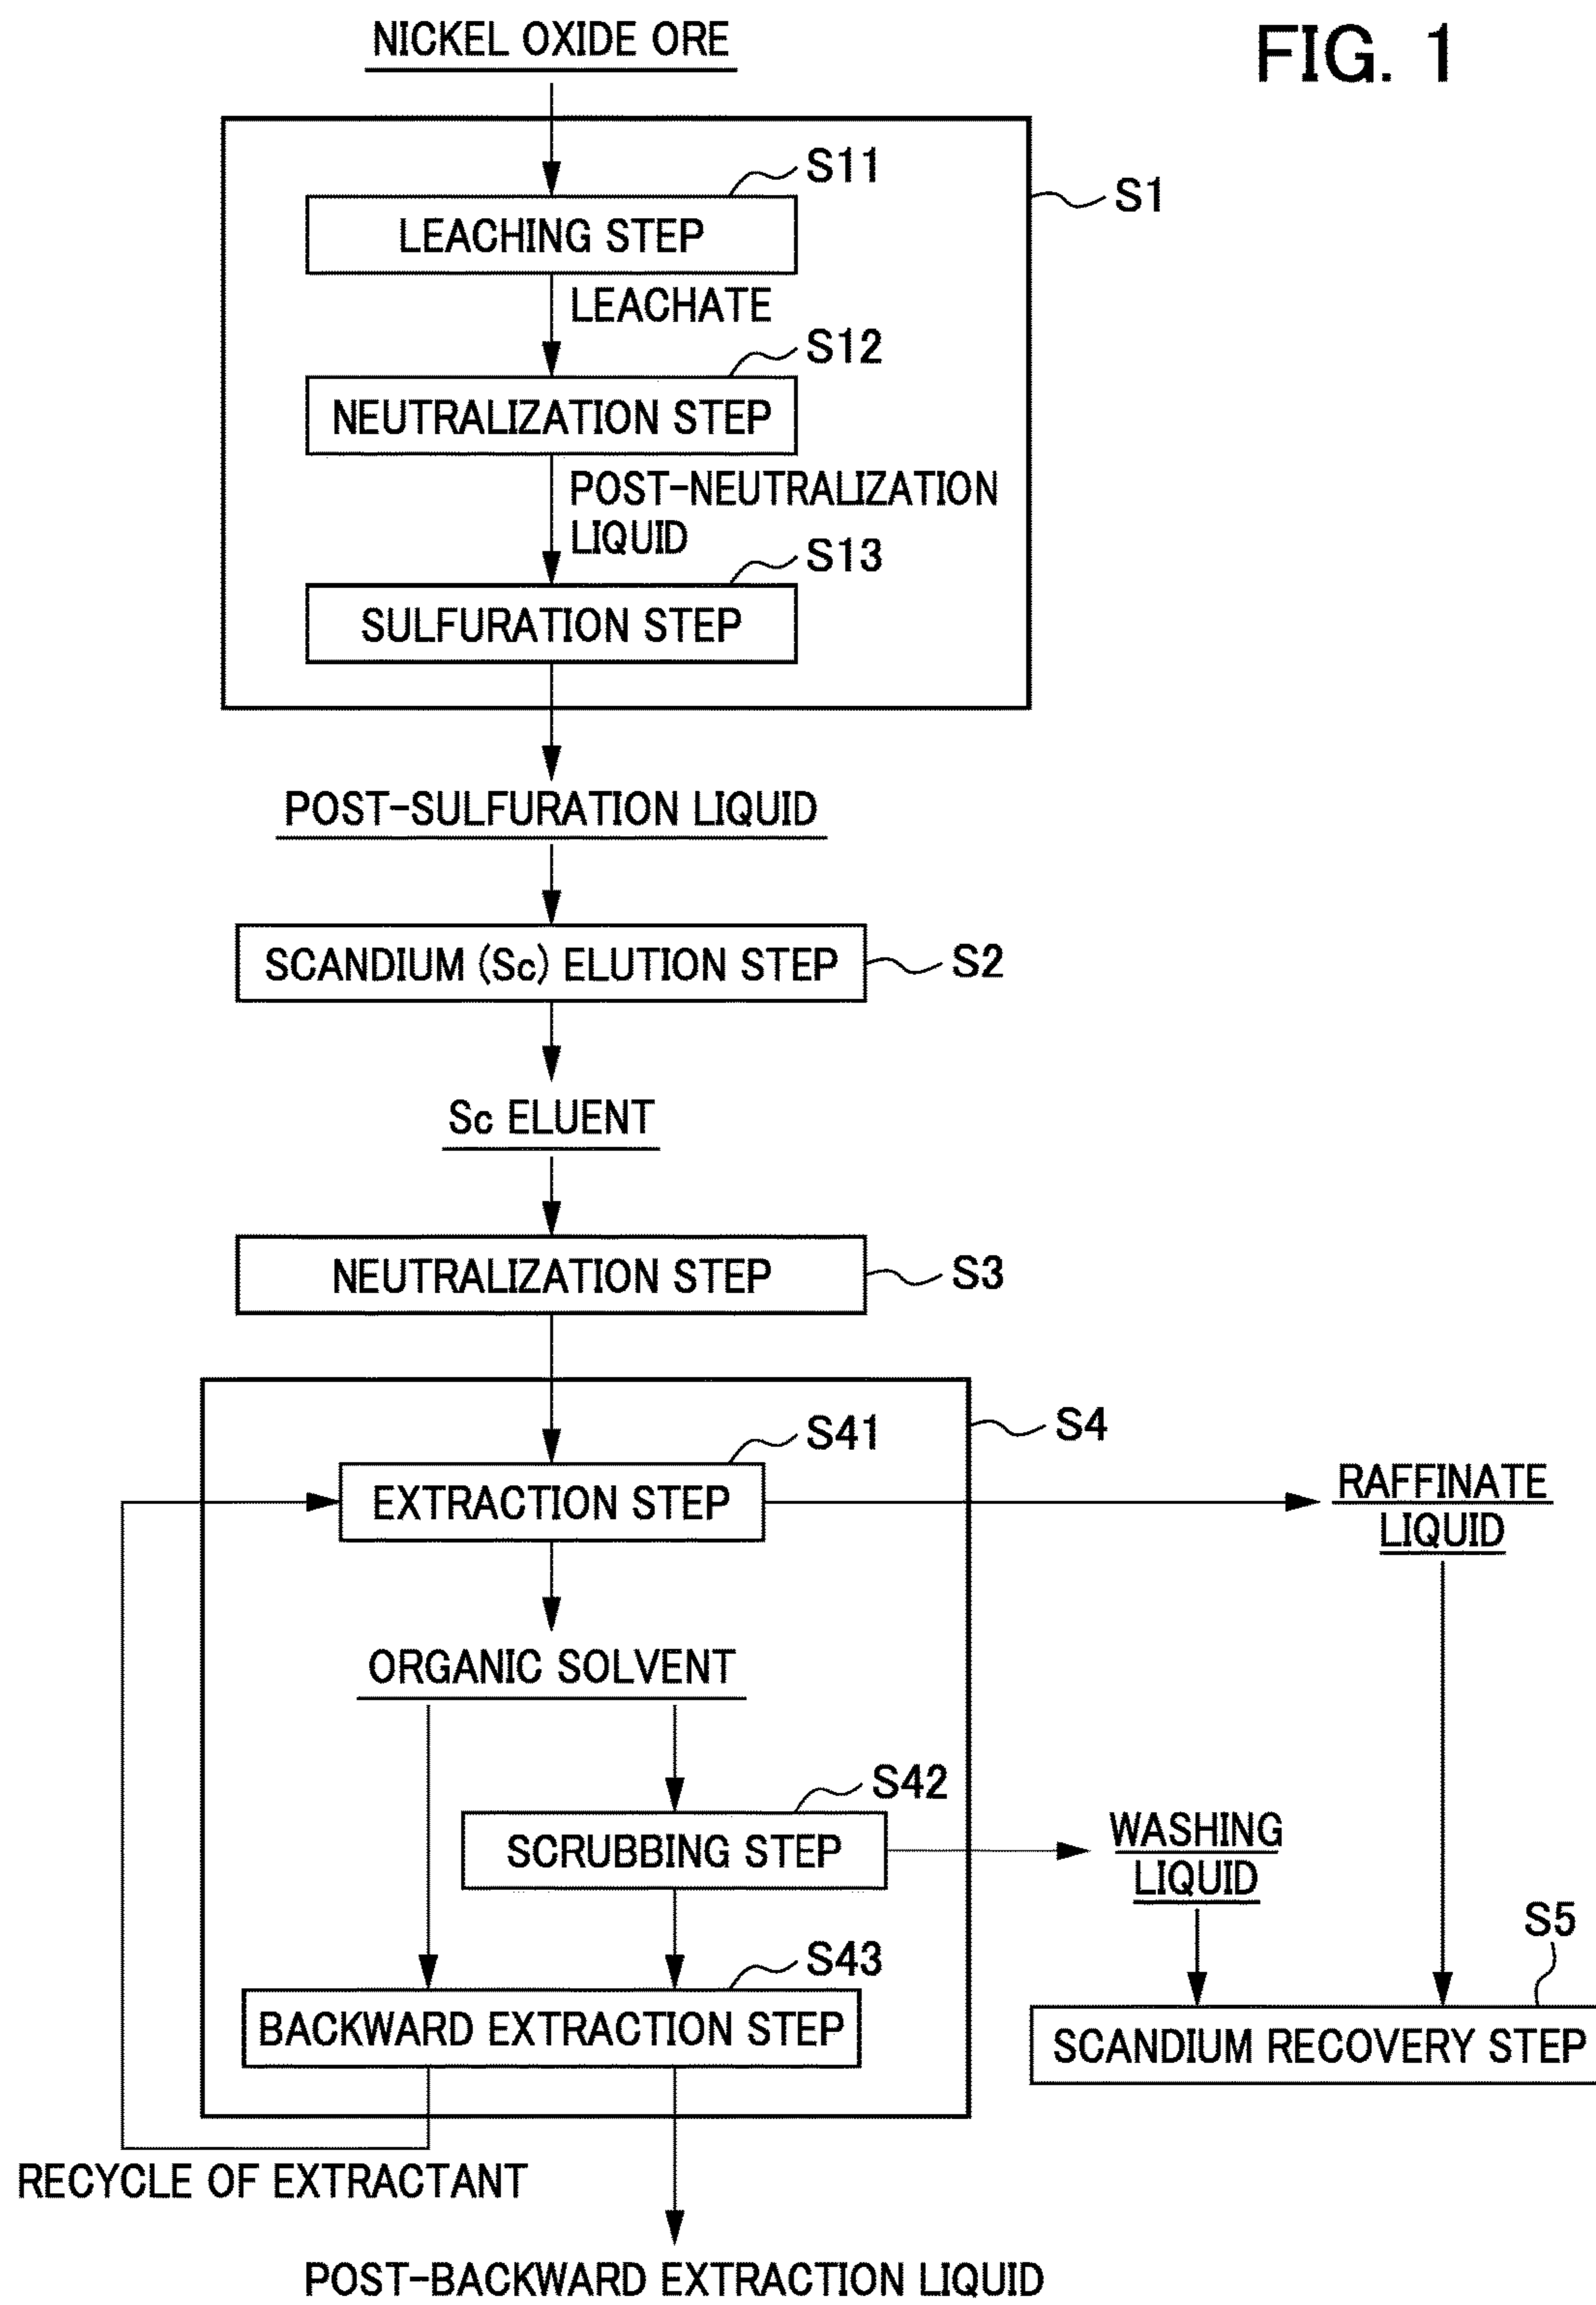 NICKEL OXIDE ORE
FIG. 1
S11
S1
LEACHING STEP
LEACHATE
S12
NEUTRALIZATION STEP
POST-NEUTRALIZATION
LIQUID
S13
SULFURATION STEP
POST-SULFURATION LIQUID
SCANDIUM (Sc) ELUTION STEP
S2
Sc ELUENT
NEUTRALIZATION STEP
S3
S41
S4
EXTRACTION STEP
RAFFINATE
LIQUID
ORGANIC SOLVENT
S42
SCRUBBING STEP
WASHING
LIQUID
S43
S5
BACKWARD EXTRACTION STEP
SCANDIUM RECOVERY STEP
RECYCLE OF EXTRACTANT
POST-BACKWARD EXTRACTION LIQUID